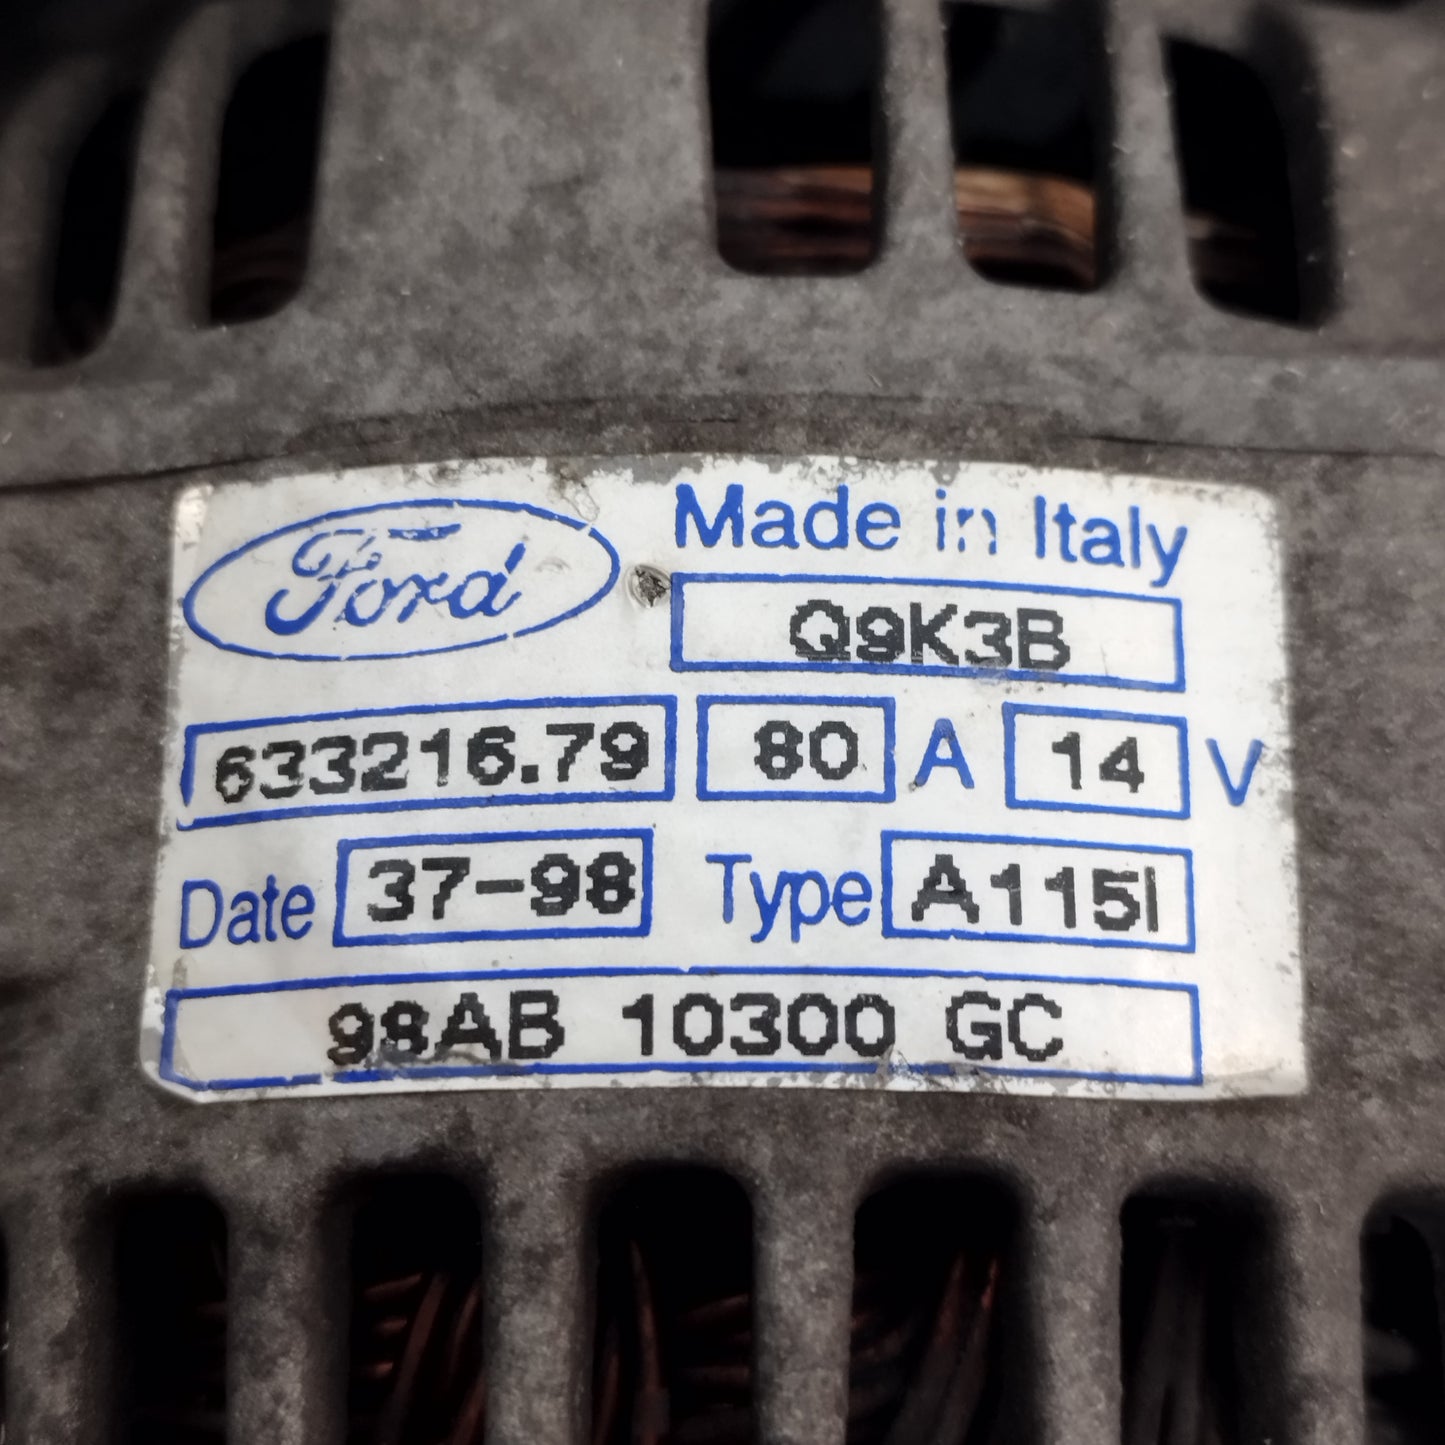 Ford
Made in Italy
Q9K3B
633216.79 80 A 14 V
Date 37-98 Type A115I
98AB 10300 GC